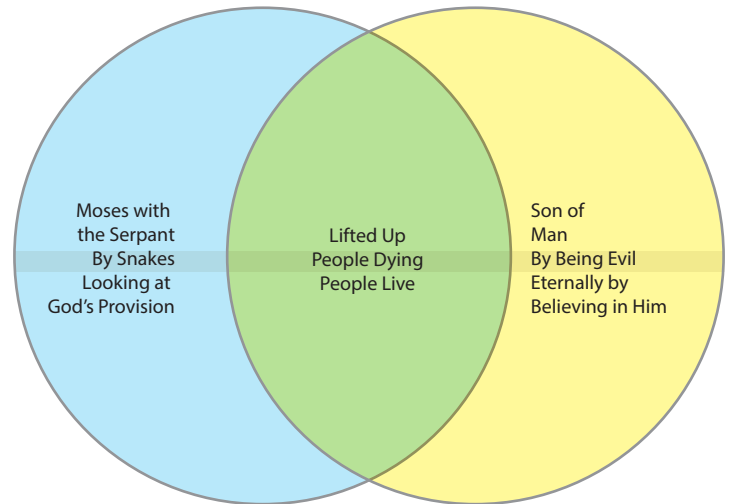 Moses with
the Serpant
By Snakes
Looking at
God's Provision
Lifted Up
People Dying
People Live
Son of
Man
By Being Evil
Eternally by
Believing in Him